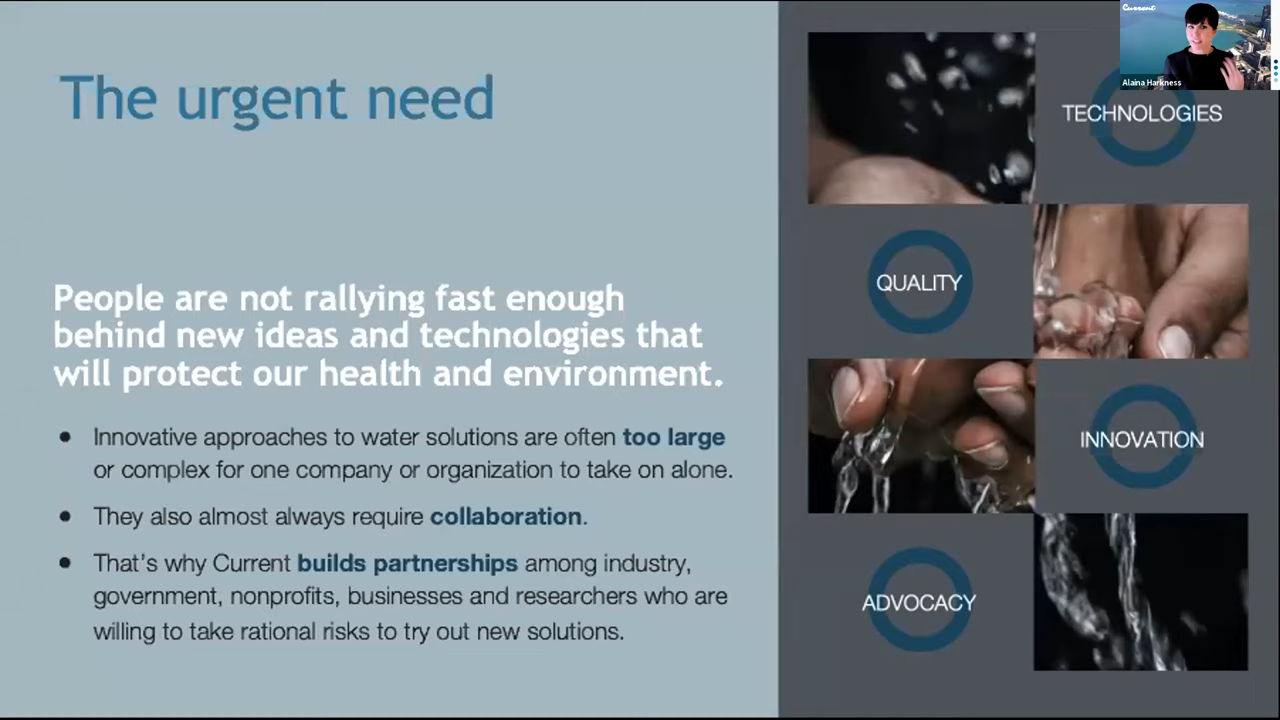 The urgent need
People are not rallying fast enough
behind new ideas and technologies that
will protect our health and environment.
• Innovative approaches to water solutions are often too large
or complex for one company or organization to take on alone.
• They also almost always require collaboration.
• That's why Current builds partnerships among industry,
government, nonprofits, businesses and researchers who are
willing to take rational risks to try out new solutions.
Current
Alaina Harkness
TECHNOLOGIES
QUALITY
INNOVATION
ADVOCACY